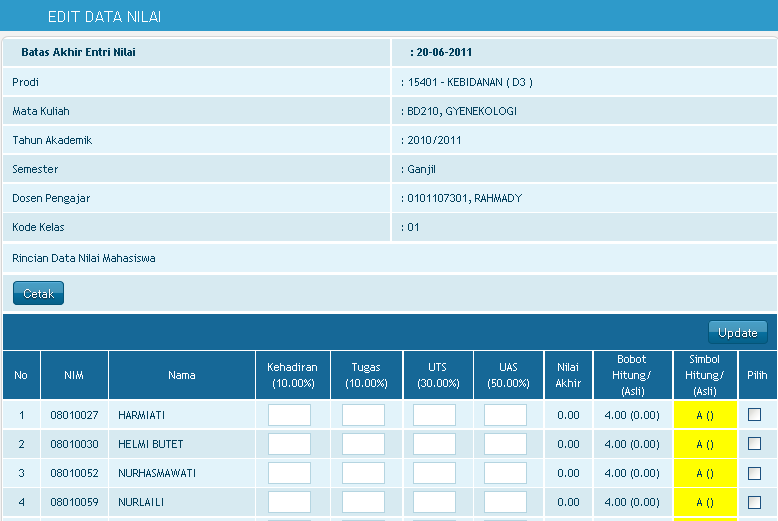 EDIT DATA NILAI
Batas Akhir Entri Nilai : 20-06-2011
Prodi : 15401 - KEBIDANAN ( D3 )
Mata Kuliah : BD210, GYENEKOLOGI
Tahun Akademik : 2010/2011
Semester : Ganjil
Dosen Pengajar : 0101107301, RAHMADY
Kode Kelas : 01
Rincian Data Nilai Mahasiswa
Cetak
Update
No NIM Nama Kehadiran (10.00%) Tugas (10.00%) UTS (30.00%) UAS (50.00%) Nilai Akhir Bobot Hitung/ (Asli) Simbol Hitung/ (Asli) Pilih
1 08010027 HARMIATI 0.00 4.00 (0.00) A ()
2 08010030 HELMI BUTET 0.00 4.00 (0.00) A ()
3 08010052 NURHASMAWATI 0.00 4.00 (0.00) A ()
4 08010059 NURLAILI 0.00 4.00 (0.00) A ()